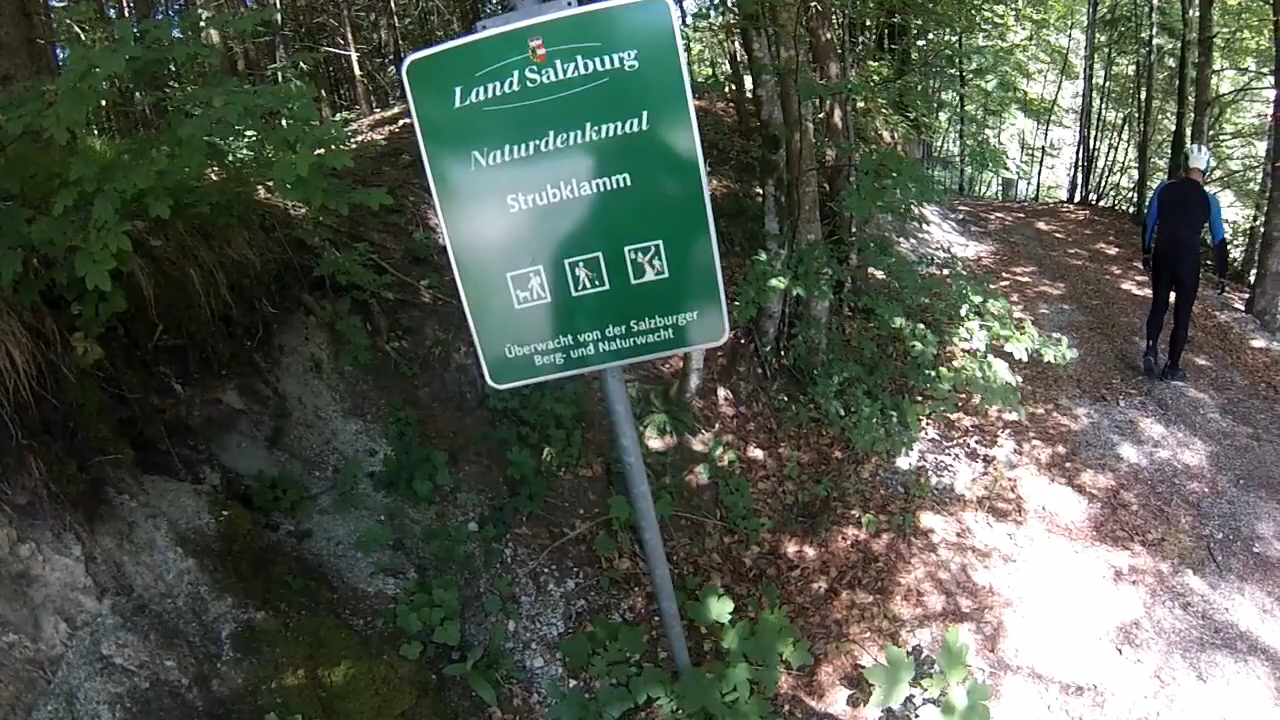 Land Salzburg
Naturdenkmal
Strubklamm
Überwacht von der Salzburger
Berg- und Naturwacht